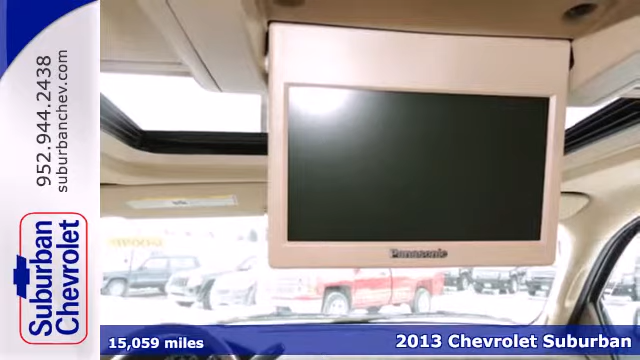 952.944.2438
suburbanchev.com
Suburban
Chevrolet
Panasonic
15,059 miles
2013 Chevrolet Suburban